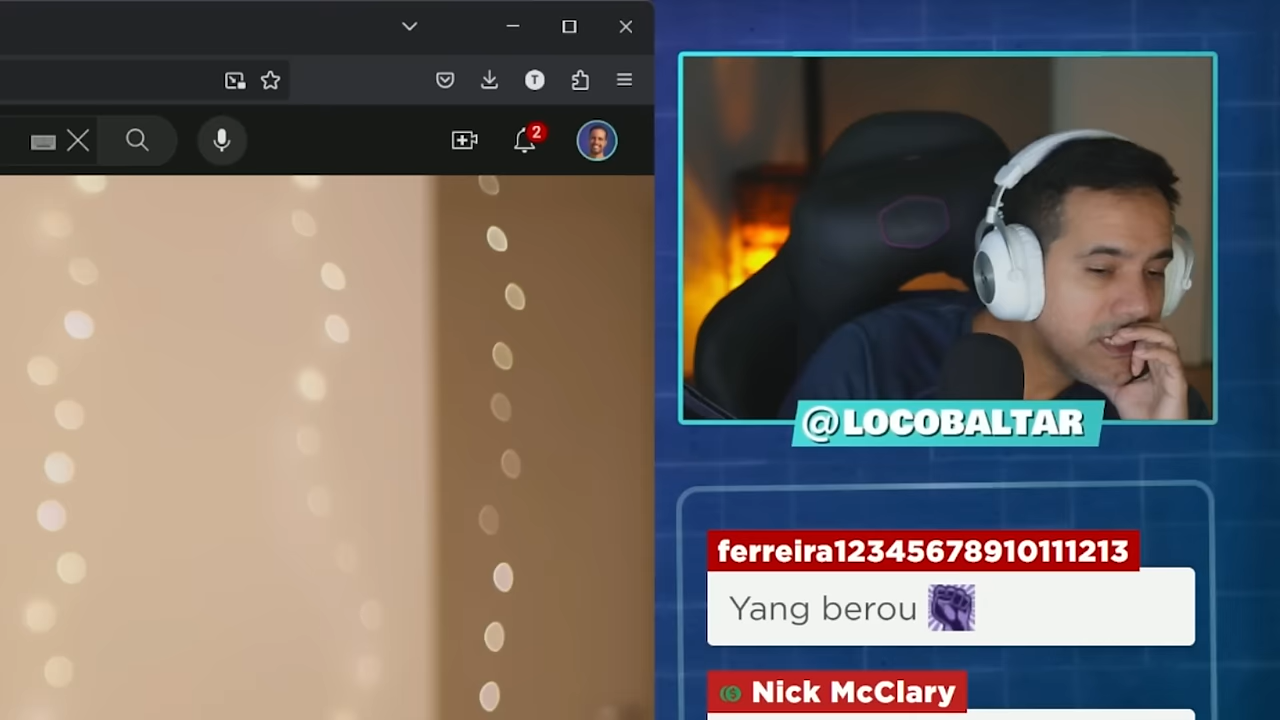 T
2
@LOCOBALTAR
ferreira12345678910111213
Yang berou
Nick McClary